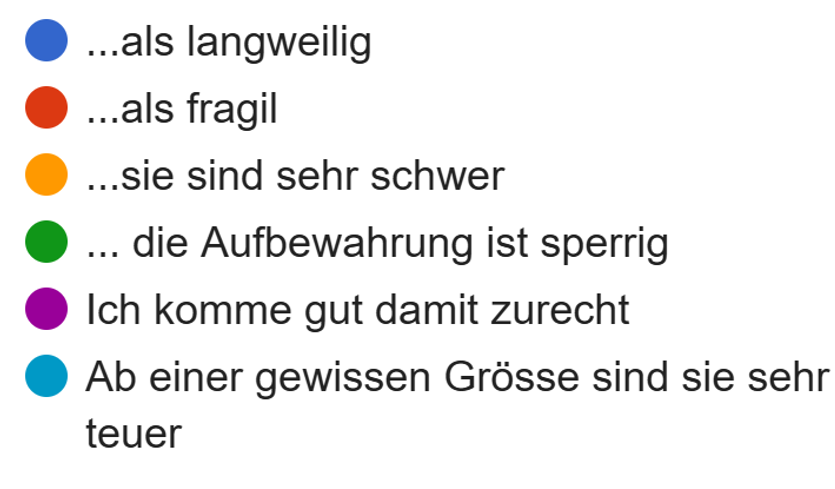 ...als langweilig
...als fragil
...sie sind sehr schwer
... die Aufbewahrung ist sperrig
Ich komme gut damit zurecht
Ab einer gewissen Grösse sind sie sehr
teuer